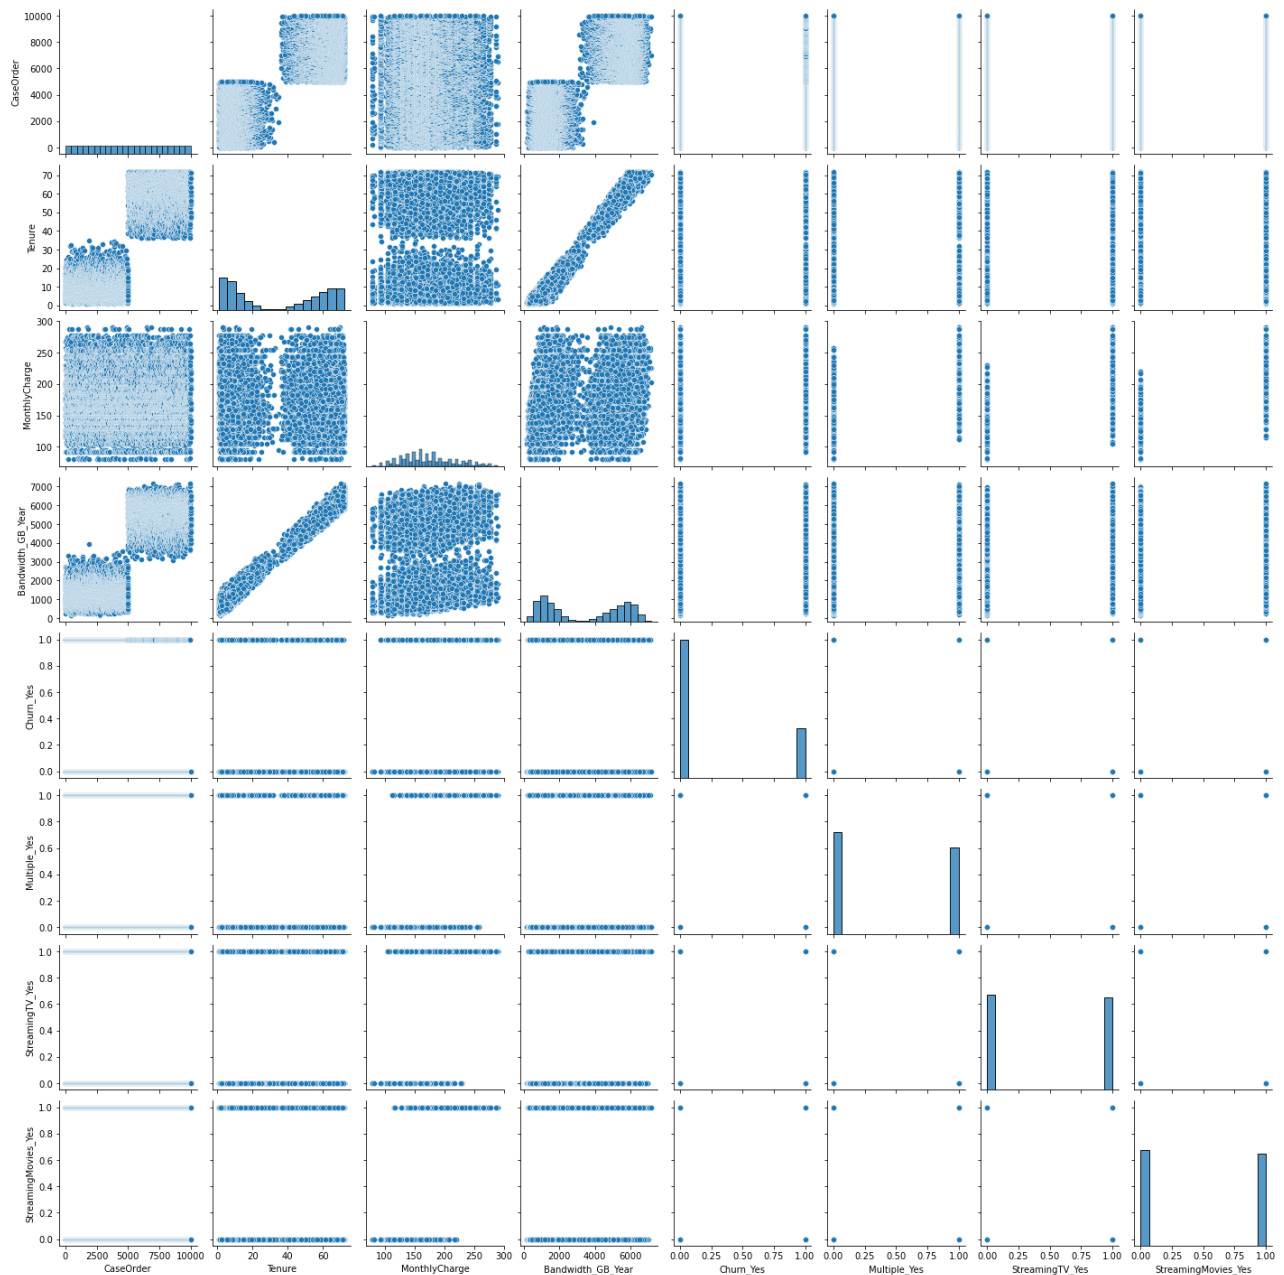 10000
8000
6000
4000
2000
0
CaseOrder
70
60
50
40
30
20
10
0
Tenure
300
250
200
150
100
MonthlyCharge
7000
6000
5000
4000
3000
2000
1000
0
Bandwidth_GB_Year
1.0
0.8
0.6
0.4
0.2
0.0
Churn_Yes
1.0
0.8
0.6
0.4
0.2
0.0
Multiple_Yes
1.0
0.8
0.6
0.4
0.2
0.0
StreamingTV_Yes
1.0
0.8
0.6
0.4
0.2
0.0
StreamingMovies_Yes
0 2500 5000 7500 10000
CaseOrder
0 20 40 60
Tenure
100 150 200 250 300
MonthlyCharge
0 2000 4000 6000
Bandwidth_GB_Year
0.00 0.25 0.50 0.75 1.00
Churn_Yes
0.00 0.25 0.50 0.75 1.00
Multiple_Yes
0.00 0.25 0.50 0.75 1.00
StreamingTV_Yes
0.00 0.25 0.50 0.75 1.00
StreamingMovies_Yes